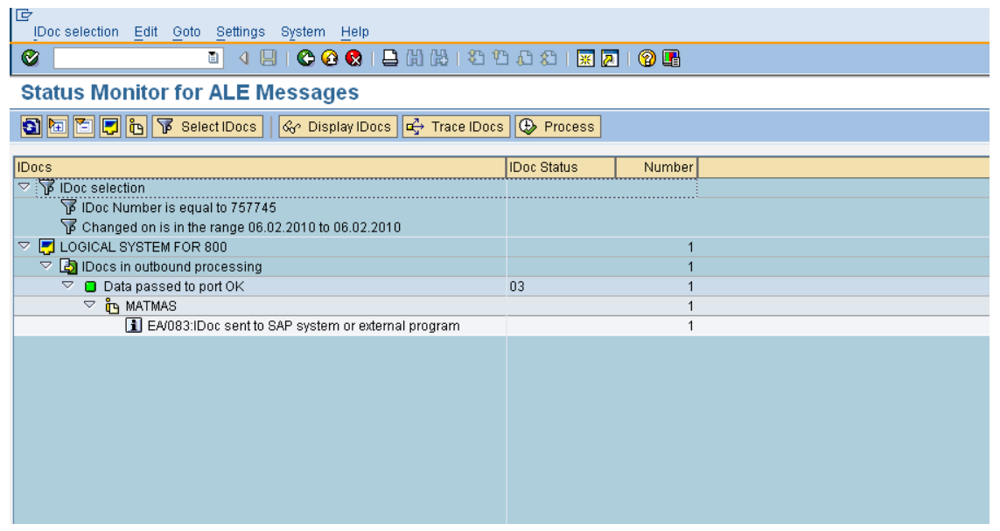 IDoc selection Edit Goto Settings System Help
Status Monitor for ALE Messages
Select IDocs Display IDocs Trace IDocs Process
IDocs IDoc Status Number
IDoc selection
IDoc Number is equal to 757745
Changed on is in the range 06.02.2010 to 06.02.2010
LOGICAL SYSTEM FOR 800 1
IDocs in outbound processing 1
Data passed to port OK 03 1
MATMAS 1
EA/083:IDoc sent to SAP system or external program 1